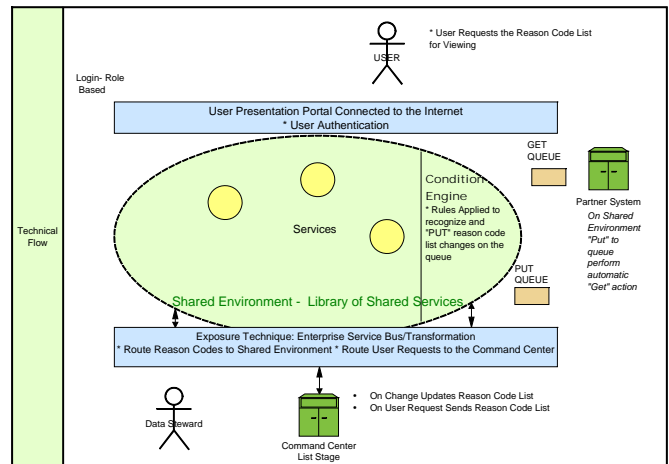 * User Requests the Reason Code List
for Viewing
USER
Login- Role
Based
User Presentation Portal Connected to the Internet
* User Authentication
GET
QUEUE
Partner System
On Shared
Environment
"Put" to
queue
perform
automatic
"Get" action
Condition
Engine
* Rules Applied to
recognize and
"PUT" reason code
list changes on the
queue
Services
Technical
Flow
PUT
QUEUE
Shared Environment - Library of Shared Services
Exposure Technique: Enterprise Service Bus/Transformation
* Route Reason Codes to Shared Environment * Route User Requests to the Command Center
• On Change Updates Reason Code List
• On User Request Sends Reason Code List
Data Steward
Command Center
List Stage